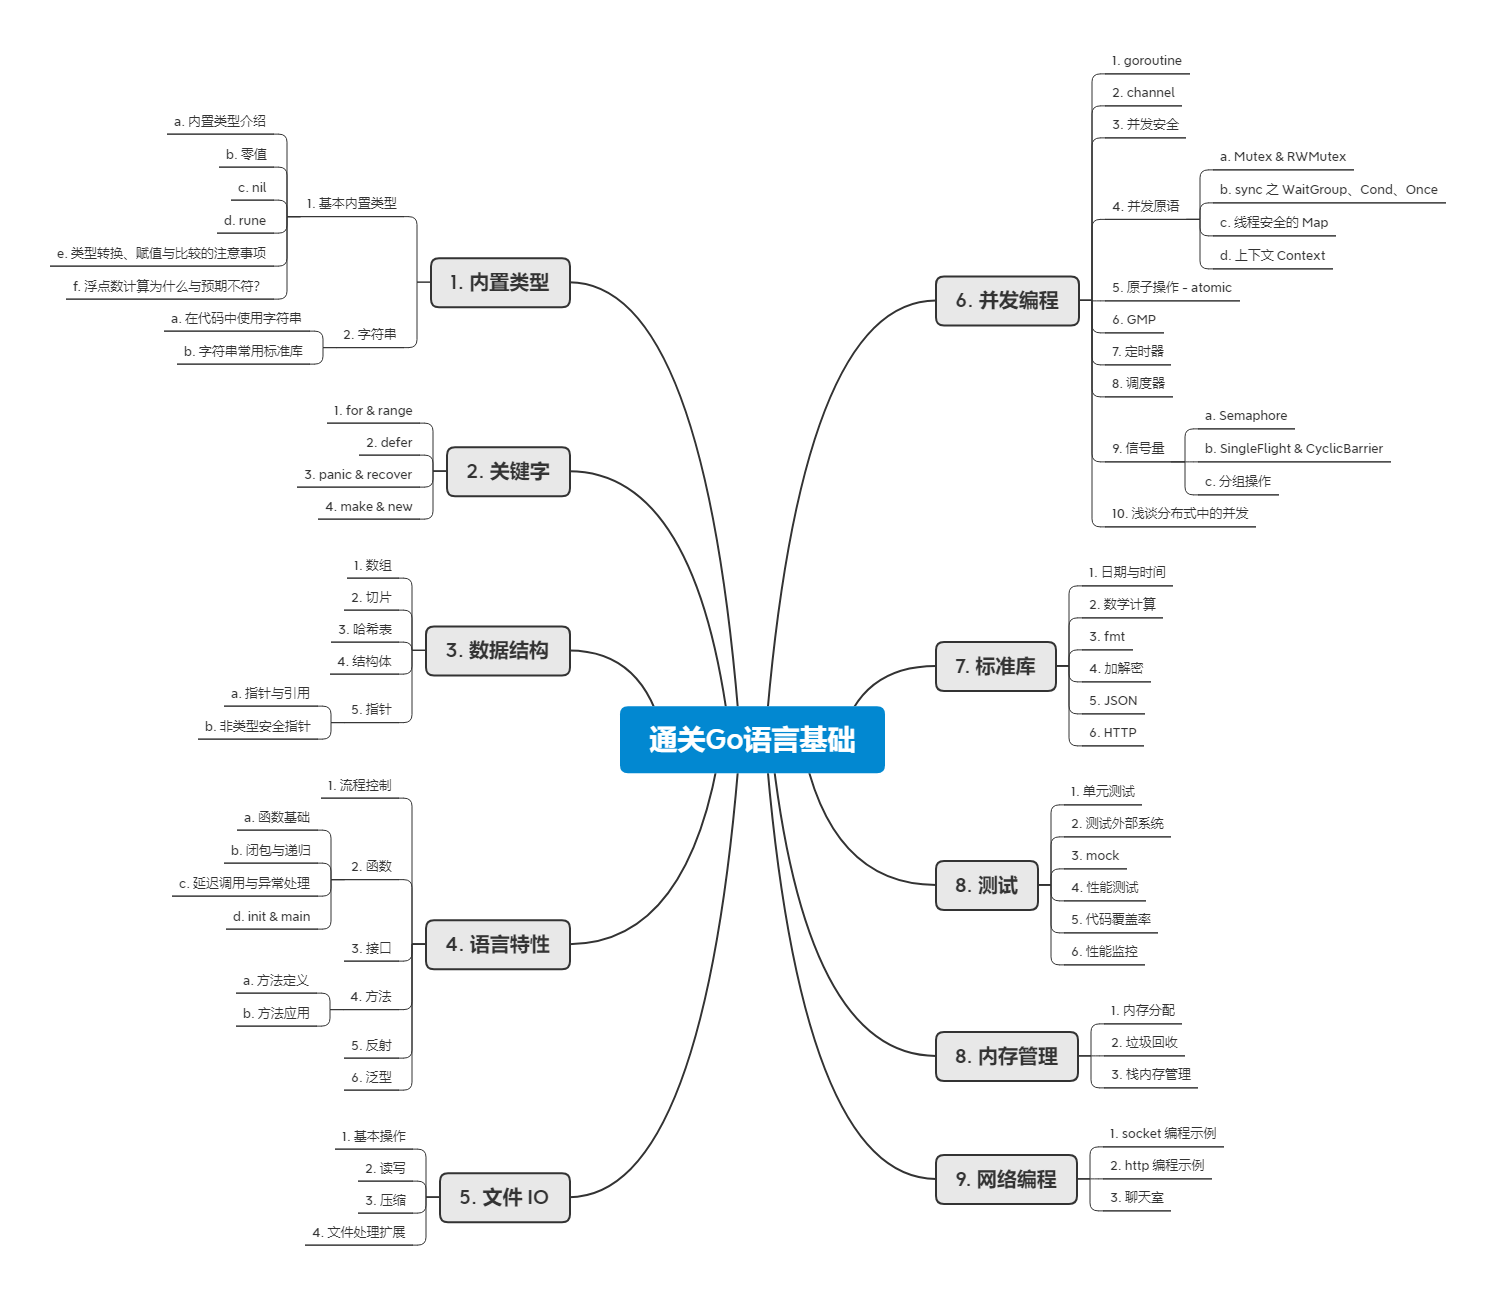 通关Go语言基础
1. 内置类型
1. 基本内置类型
a. 内置类型介绍
b. 零值
c. nil
d. rune
e. 类型转换、赋值与比较的注意事项
f. 浮点数计算为什么与预期不符?
2. 字符串
a. 在代码中使用字符串
b. 字符串常用标准库
2. 关键字
1. for & range
2. defer
3. panic & recover
4. make & new
3. 数据结构
1. 数组
2. 切片
3. 哈希表
4. 结构体
5. 指针
a. 指针与引用
b. 非类型安全指针
4. 语言特性
1. 流程控制
2. 函数
a. 函数基础
b. 闭包与递归
c. 延迟调用与异常处理
d. init & main
3. 接口
4. 方法
a. 方法定义
b. 方法应用
5. 反射
6. 泛型
5. 文件 IO
1. 基本操作
2. 读写
3. 压缩
4. 文件处理扩展
6. 并发编程
1. goroutine
2. channel
3. 并发安全
4. 并发原语
a. Mutex & RWMutex
b. sync 之 WaitGroup、Cond、Once
c. 线程安全的 Map
d. 上下文 Context
5. 原子操作 - atomic
6. GMP
7. 定时器
8. 调度器
9. 信号量
a. Semaphore
b. SingleFlight & CyclicBarrier
c. 分组操作
10. 浅谈分布式中的并发
7. 标准库
1. 日期与时间
2. 数学计算
3. fmt
4. 加解密
5. JSON
6. HTTP
8. 测试
1. 单元测试
2. 测试外部系统
3. mock
4. 性能测试
5. 代码覆盖率
6. 性能监控
8. 内存管理
1. 内存分配
2. 垃圾回收
3. 栈内存管理
9. 网络编程
1. socket 编程示例
2. http 编程示例
3. 聊天室